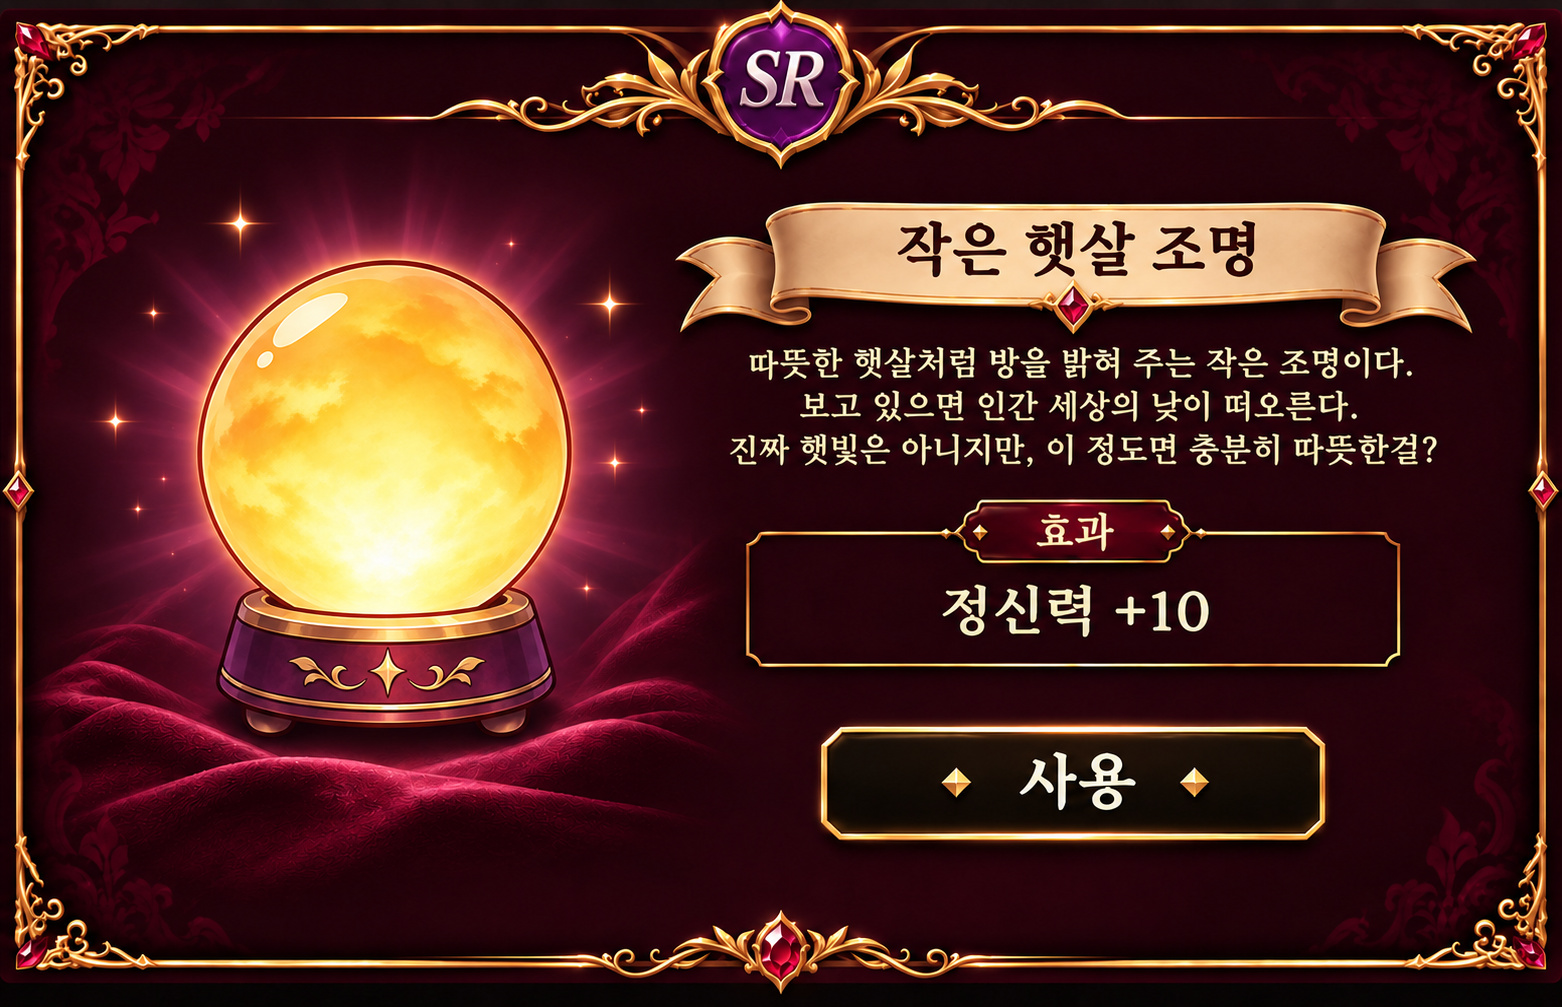 SR
작은 햇살 조명
따뜻한 햇살처럼 방을 밝혀 주는 작은 조명이다.
보고 있으면 인간 세상의 낮이 떠오른다.
진짜 햇빛은 아니지만, 이 정도면 충분히 따뜻한걸?
효과
정신력 +10
사용